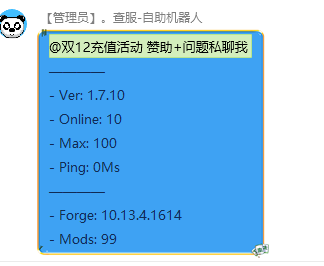 【管理员】。查服-自助机器人
@双12充值活动 赞助+问题私聊我
————
- Ver: 1.7.10
- Online: 10
- Max: 100
- Ping: 0Ms
————
- Forge: 10.13.4.1614
- Mods: 99